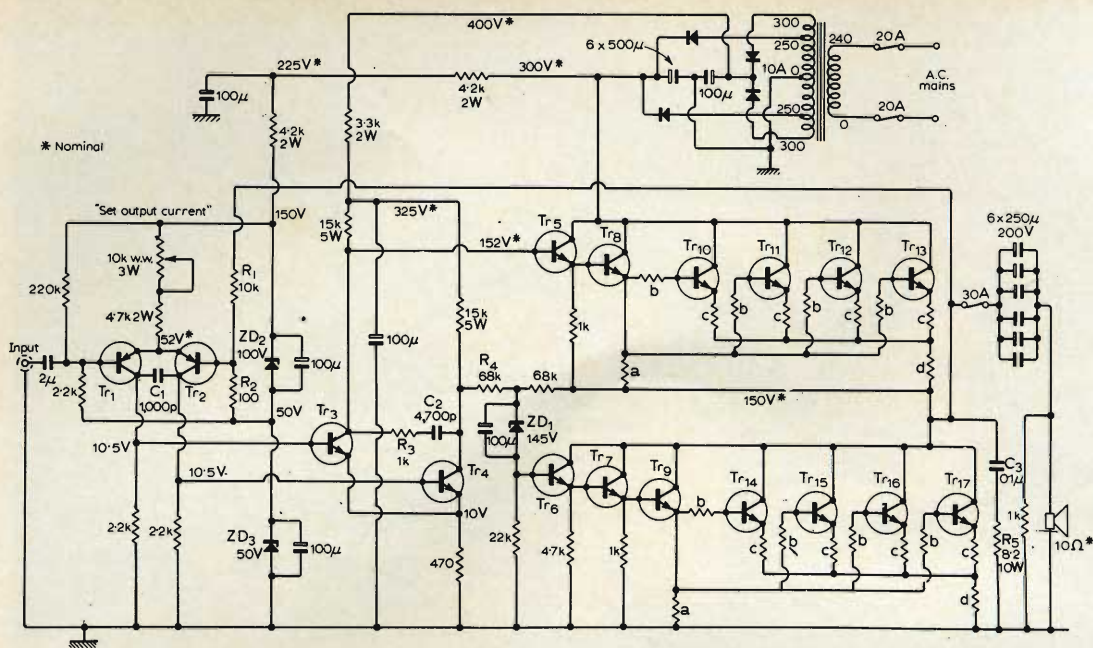 400V*
300
250
240
20A
6 x 500µ
10A
0
100µ
A.C. mains
250
300
0
20A
225V*
4.2k
2W
300V*
100µ
4.2k
2W
3.3k
2W
* Nominal
"Set output current"
150V
325V*
15k
5W
152V*
Tr5
Tr8
Tr10
Tr11
Tr12
Tr13
6×250µ
200V
30A
10k w.w.
3W
R1
10k
220k
4.7k 2W
52V*
ZD2
100V
100µ
100µ
15k
5W
1k
b
b
b
b
c
c
c
c
Input
2µ
2.2k
Tr1
C1
1,000p
Tr2
R2
100
50V
R4
68k
68k
a
d
150V*
Tr3
C2
4,700p
R3
1k
100µ
ZD1
145V
10.5V
10.5V
Tr4
Tr6
Tr7
Tr9
Tr14
Tr15
Tr16
Tr17
b
b
b
b
c
c
c
c
C3
0.1µ
2.2k
2.2k
ZD3
50V
100µ
10V
470
22k
4.7k
1k
a
d
R5
8.2
10W
1k
10Ω*